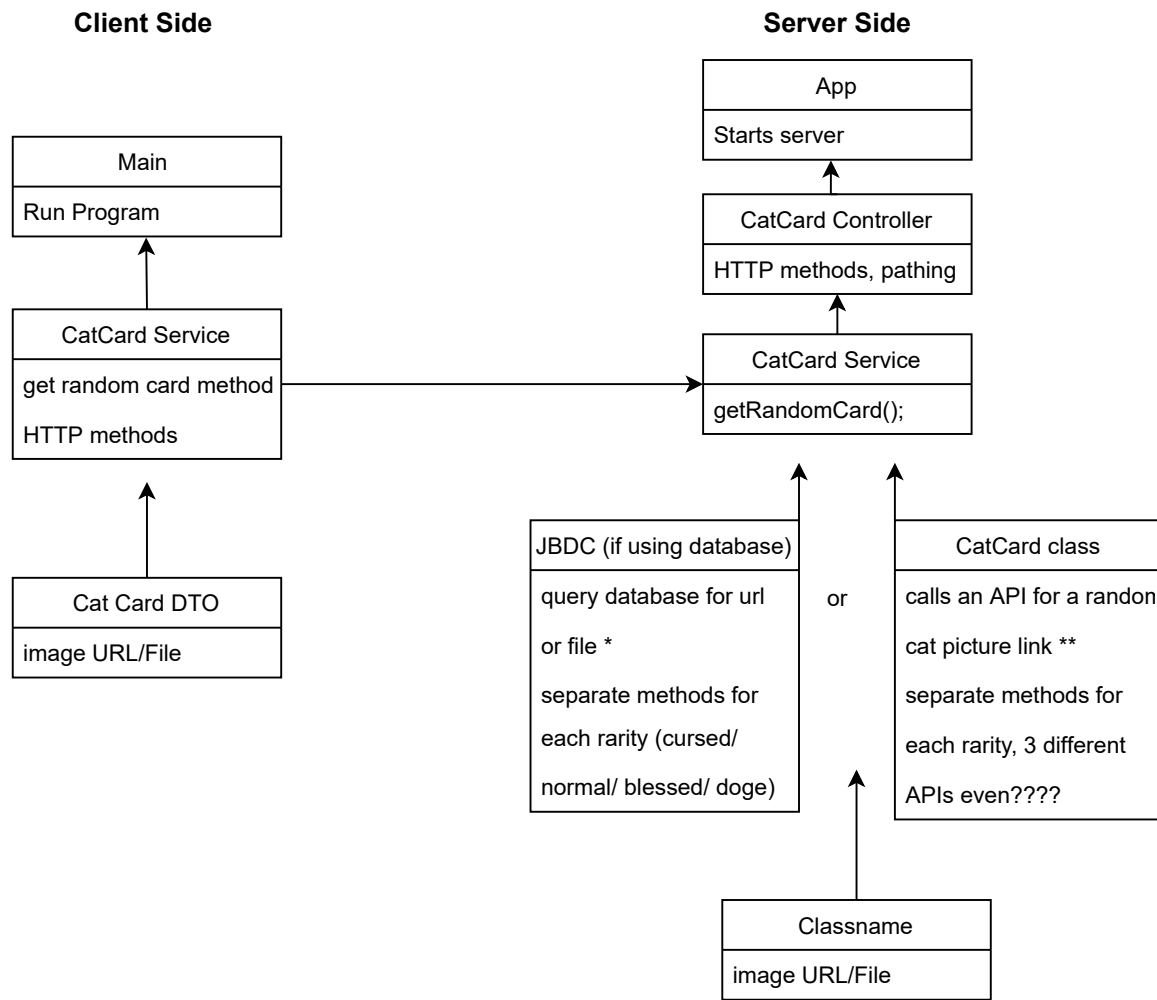 Client Side
Server Side
Main
Run Program
CatCard Service
get random card method
HTTP methods
Cat Card DTO
image URL/File
App
Starts server
CatCard Controller
HTTP methods, pathing
CatCard Service
getRandomCard();
JBDC (if using database)
query database for url
or file *
separate methods for
each rarity (cursed/
normal/ blessed/ doge)
or
CatCard class
calls an API for a random
cat picture link **
separate methods for
each rarity, 3 different
APIs even????
Classname
image URL/File